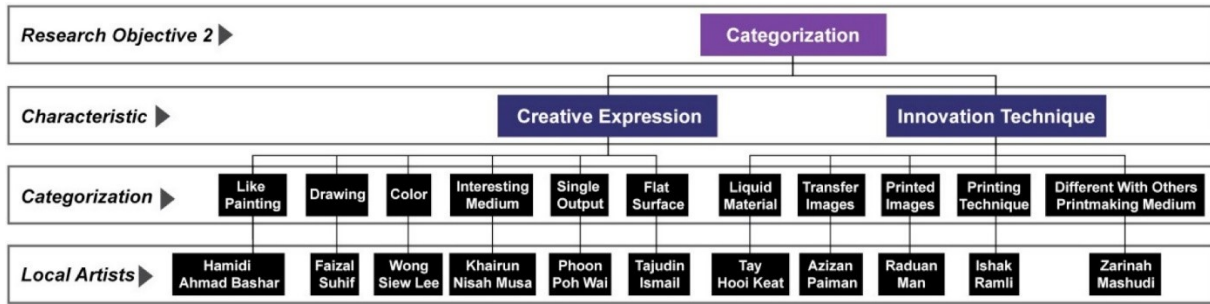 Research Objective 2
Categorization
Characteristic
Creative Expression
Innovation Technique
Categorization
Like
Painting
Drawing
Color
Interesting
Medium
Single
Output
Flat
Surface
Liquid
Material
Transfer
Images
Printed
Images
Printing
Technique
Different With Others
Printmaking Medium
Local Artists
Hamidi
Ahmad Bashar
Faizal
Suhif
Wong
Siew Lee
Khairun
Nisah Musa
Phoon
Poh Wai
Tajudin
Ismail
Tay
Hooi Keat
Azizan
Paiman
Raduan
Man
Ishak
Ramli
Zarinah
Mashudi